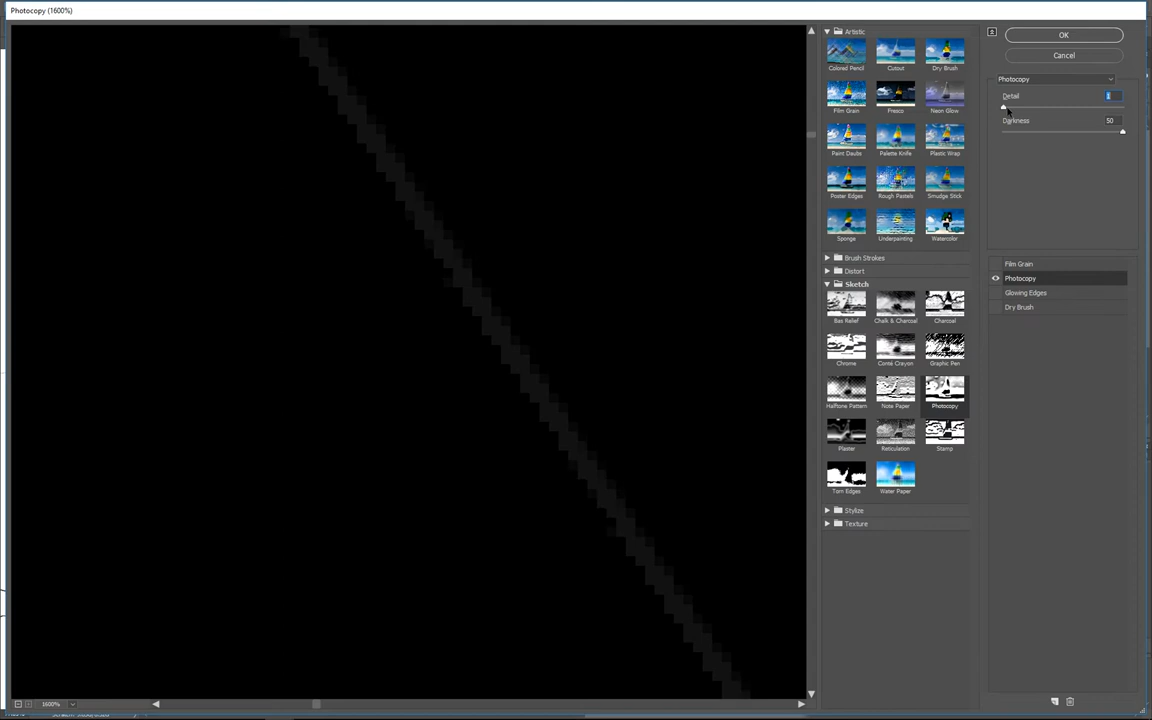 Photocopy (1600%)
Artistic
Colored Pencil
Cutout
Dry Brush
Film Grain
Fresco
Neon Glow
Paint Daubs
Palette Knife
Plastic Wrap
Poster Edges
Rough Pastels
Smudge Stick
Sponge
Underpainting
Watercolor
Brush Strokes
Distort
Sketch
Bas Relief
Chalk & Charcoal
Charcoal
Chrome
Conté Crayon
Graphic Pen
Halftone Pattern
Note Paper
Photocopy
Plaster
Reticulation
Stamp
Torn Edges
Water Paper
Stylize
Texture
OK
Cancel
Photocopy
Detail 1
Darkness 50
Film Grain
Photocopy
Glowing Edges
Dry Brush
1600%